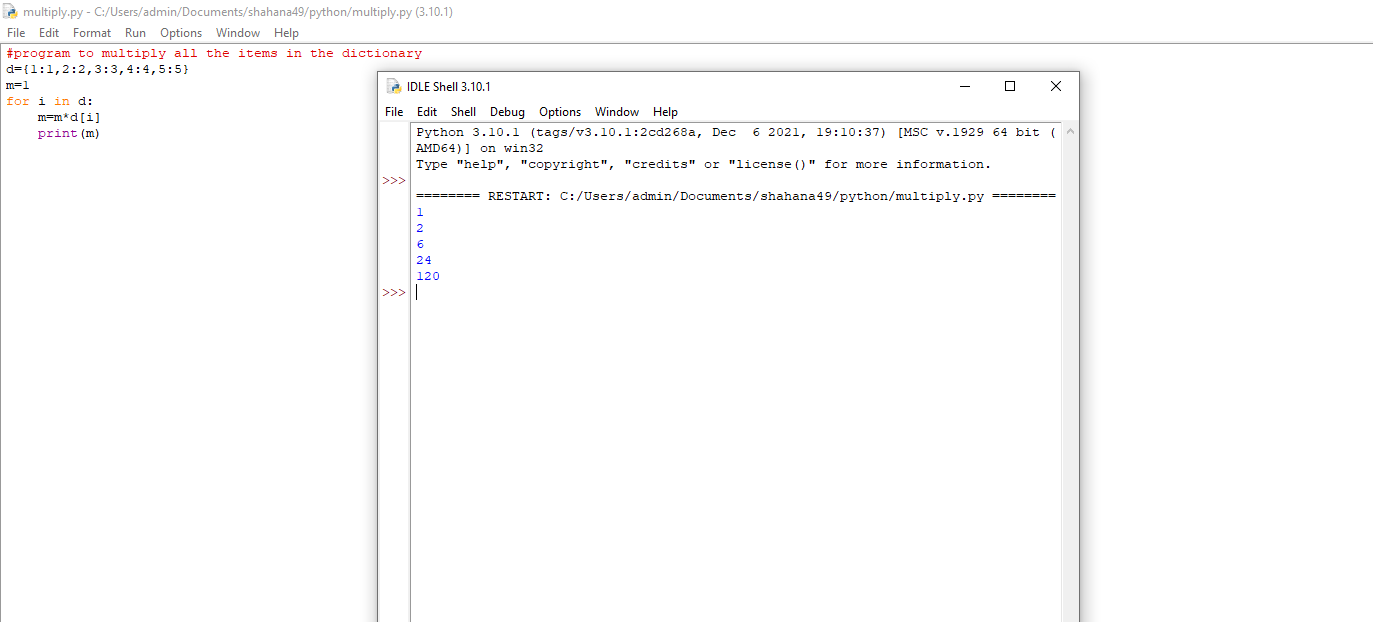 multiply.py - C:/Users/admin/Documents/shahana49/python/multiply.py (3.10.1)
File Edit Format Run Options Window Help
#program to multiply all the items in the dictionary
d={1:1,2:2,3:3,4:4,5:5}
m=1
for i in d:
    m=m*d[i]
    print(m)
IDLE Shell 3.10.1
File Edit Shell Debug Options Window Help
Python 3.10.1 (tags/v3.10.1:2cd268a, Dec  6 2021, 19:10:37) [MSC v.1929 64 bit (
AMD64)] on win32
Type "help", "copyright", "credits" or "license()" for more information.
>>>
======== RESTART: C:/Users/admin/Documents/shahana49/python/multiply.py ========
1
2
6
24
120
>>>